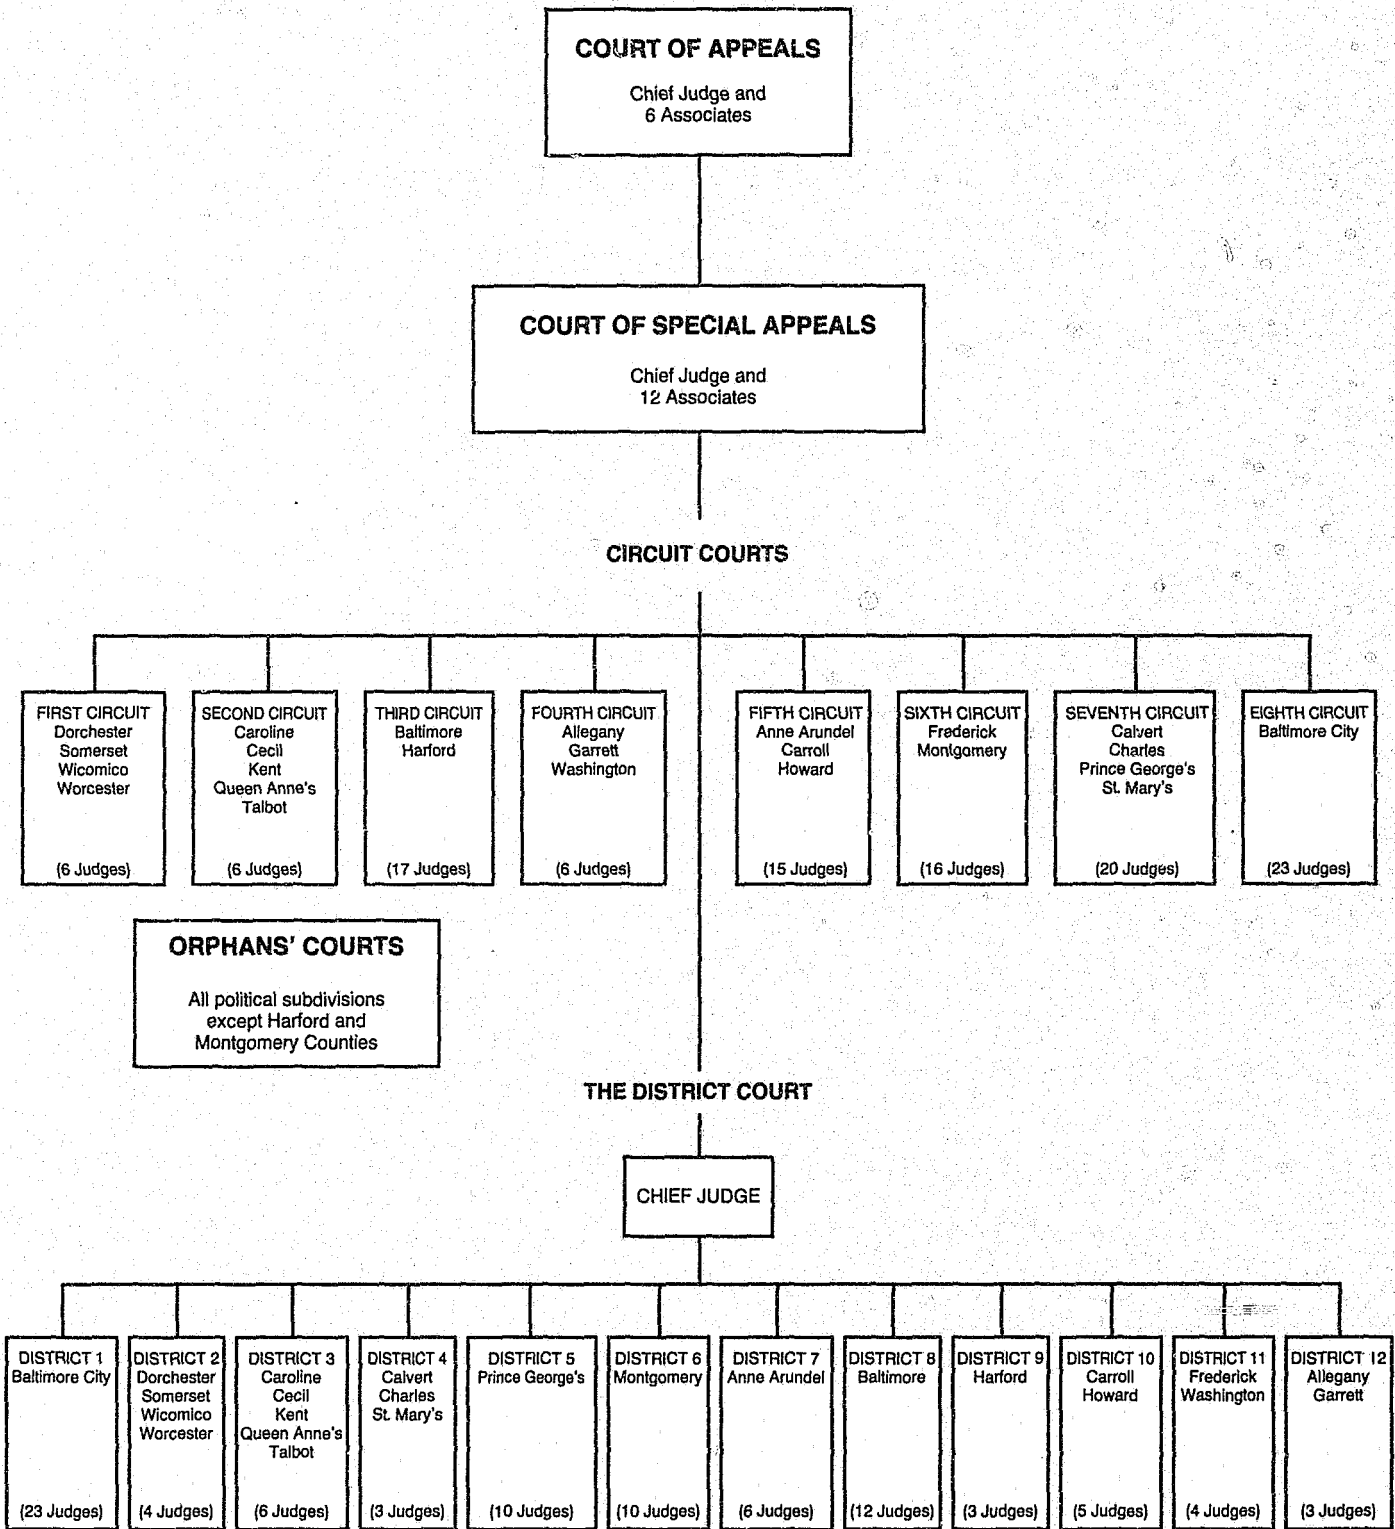 COURT OF APPEALS
Chief Judge and
6 Associates
COURT OF SPECIAL APPEALS
Chief Judge and
12 Associates
CIRCUIT COURTS
FIRST CIRCUIT
Dorchester
Somerset
Wicomico
Worcester
(6 Judges)
SECOND CIRCUIT
Caroline
Cecil
Kent
Queen Anne's
Talbot
(6 Judges)
THIRD CIRCUIT
Baltimore
Harford
(17 Judges)
FOURTH CIRCUIT
Allegany
Garrett
Washington
(6 Judges)
FIFTH CIRCUIT
Anne Arundel
Carroll
Howard
(15 Judges)
SIXTH CIRCUIT
Frederick
Montgomery
(16 Judges)
SEVENTH CIRCUIT
Calvert
Charles
Prince George's
St. Mary's
(20 Judges)
EIGHTH CIRCUIT
Baltimore City
(23 Judges)
ORPHANS' COURTS
All political subdivisions
except Harford and
Montgomery Counties
THE DISTRICT COURT
CHIEF JUDGE
DISTRICT 1
Baltimore City
(23 Judges)
DISTRICT 2
Dorchester
Somerset
Wicomico
Worcester
(4 Judges)
DISTRICT 3
Caroline
Cecil
Kent
Queen Anne's
Talbot
(6 Judges)
DISTRICT 4
Calvert
Charles
St. Mary's
(3 Judges)
DISTRICT 5
Prince George's
(10 Judges)
DISTRICT 6
Montgomery
(10 Judges)
DISTRICT 7
Anne Arundel
(6 Judges)
DISTRICT 8
Baltimore
(12 Judges)
DISTRICT 9
Harford
(3 Judges)
DISTRICT 10
Carroll
Howard
(5 Judges)
DISTRICT 11
Frederick
Washington
(4 Judges)
DISTRICT 12
Allegany
Garrett
(3 Judges)